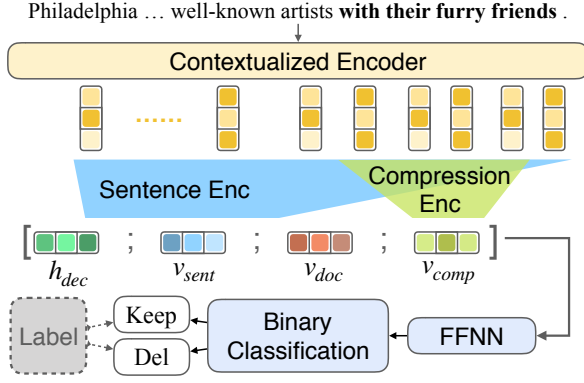 Philadelphia … well-known artists with their furry friends .
Contextualized Encoder
......
Sentence Enc
Compression Enc
[ ; ; ; ]
h_dec v_sent v_doc v_comp
Label
Keep
Del
Binary Classification
FFNN